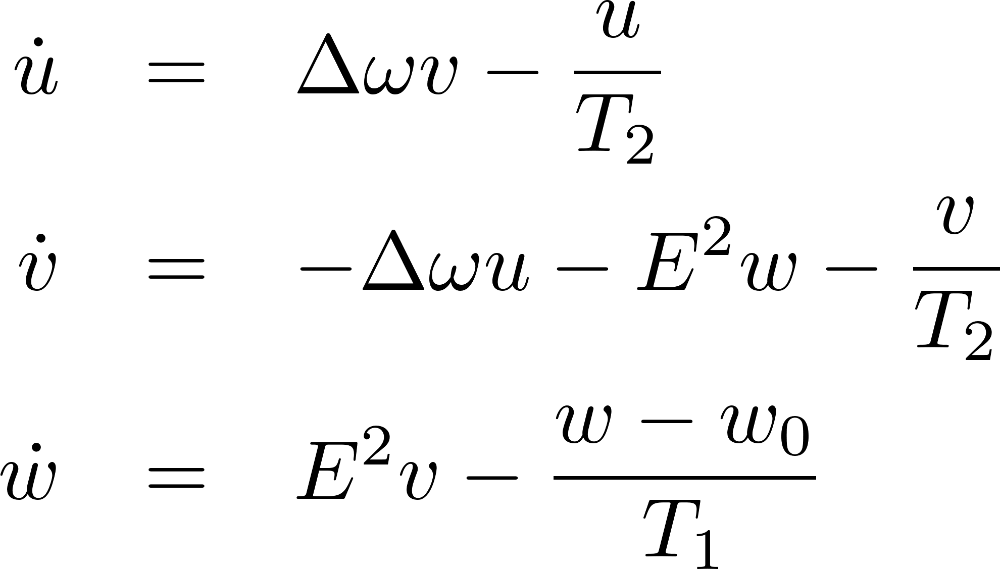 u̇ = Δωv − u/T₂
v̇ = −Δωu − E²w − v/T₂
ẇ = E²v − (w − w₀)/T₁